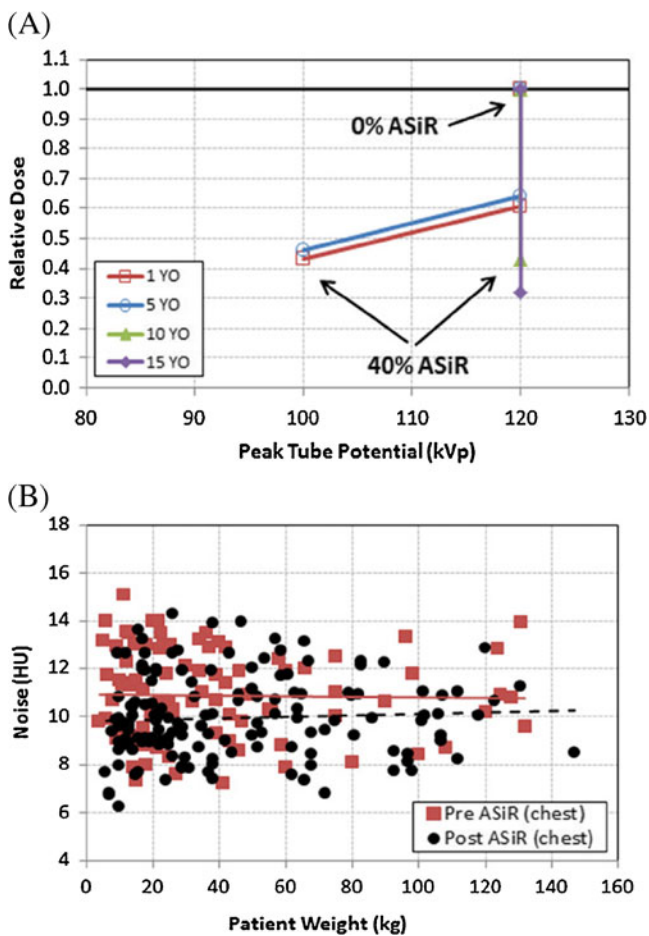 (A)
1.1
1.0
0.9
0.8
0.7
0.6
0.5
0.4
0.3
0.2
0.1
0.0
Relative Dose
0% ASiR
40% ASiR
1 YO
5 YO
10 YO
15 YO
80 90 100 110 120 130
Peak Tube Potential (kVp)
(B)
18
16
14
12
10
8
6
4
Noise (HU)
Pre ASiR (chest)
Post ASiR (chest)
0 20 40 60 80 100 120 140 160
Patient Weight (kg)